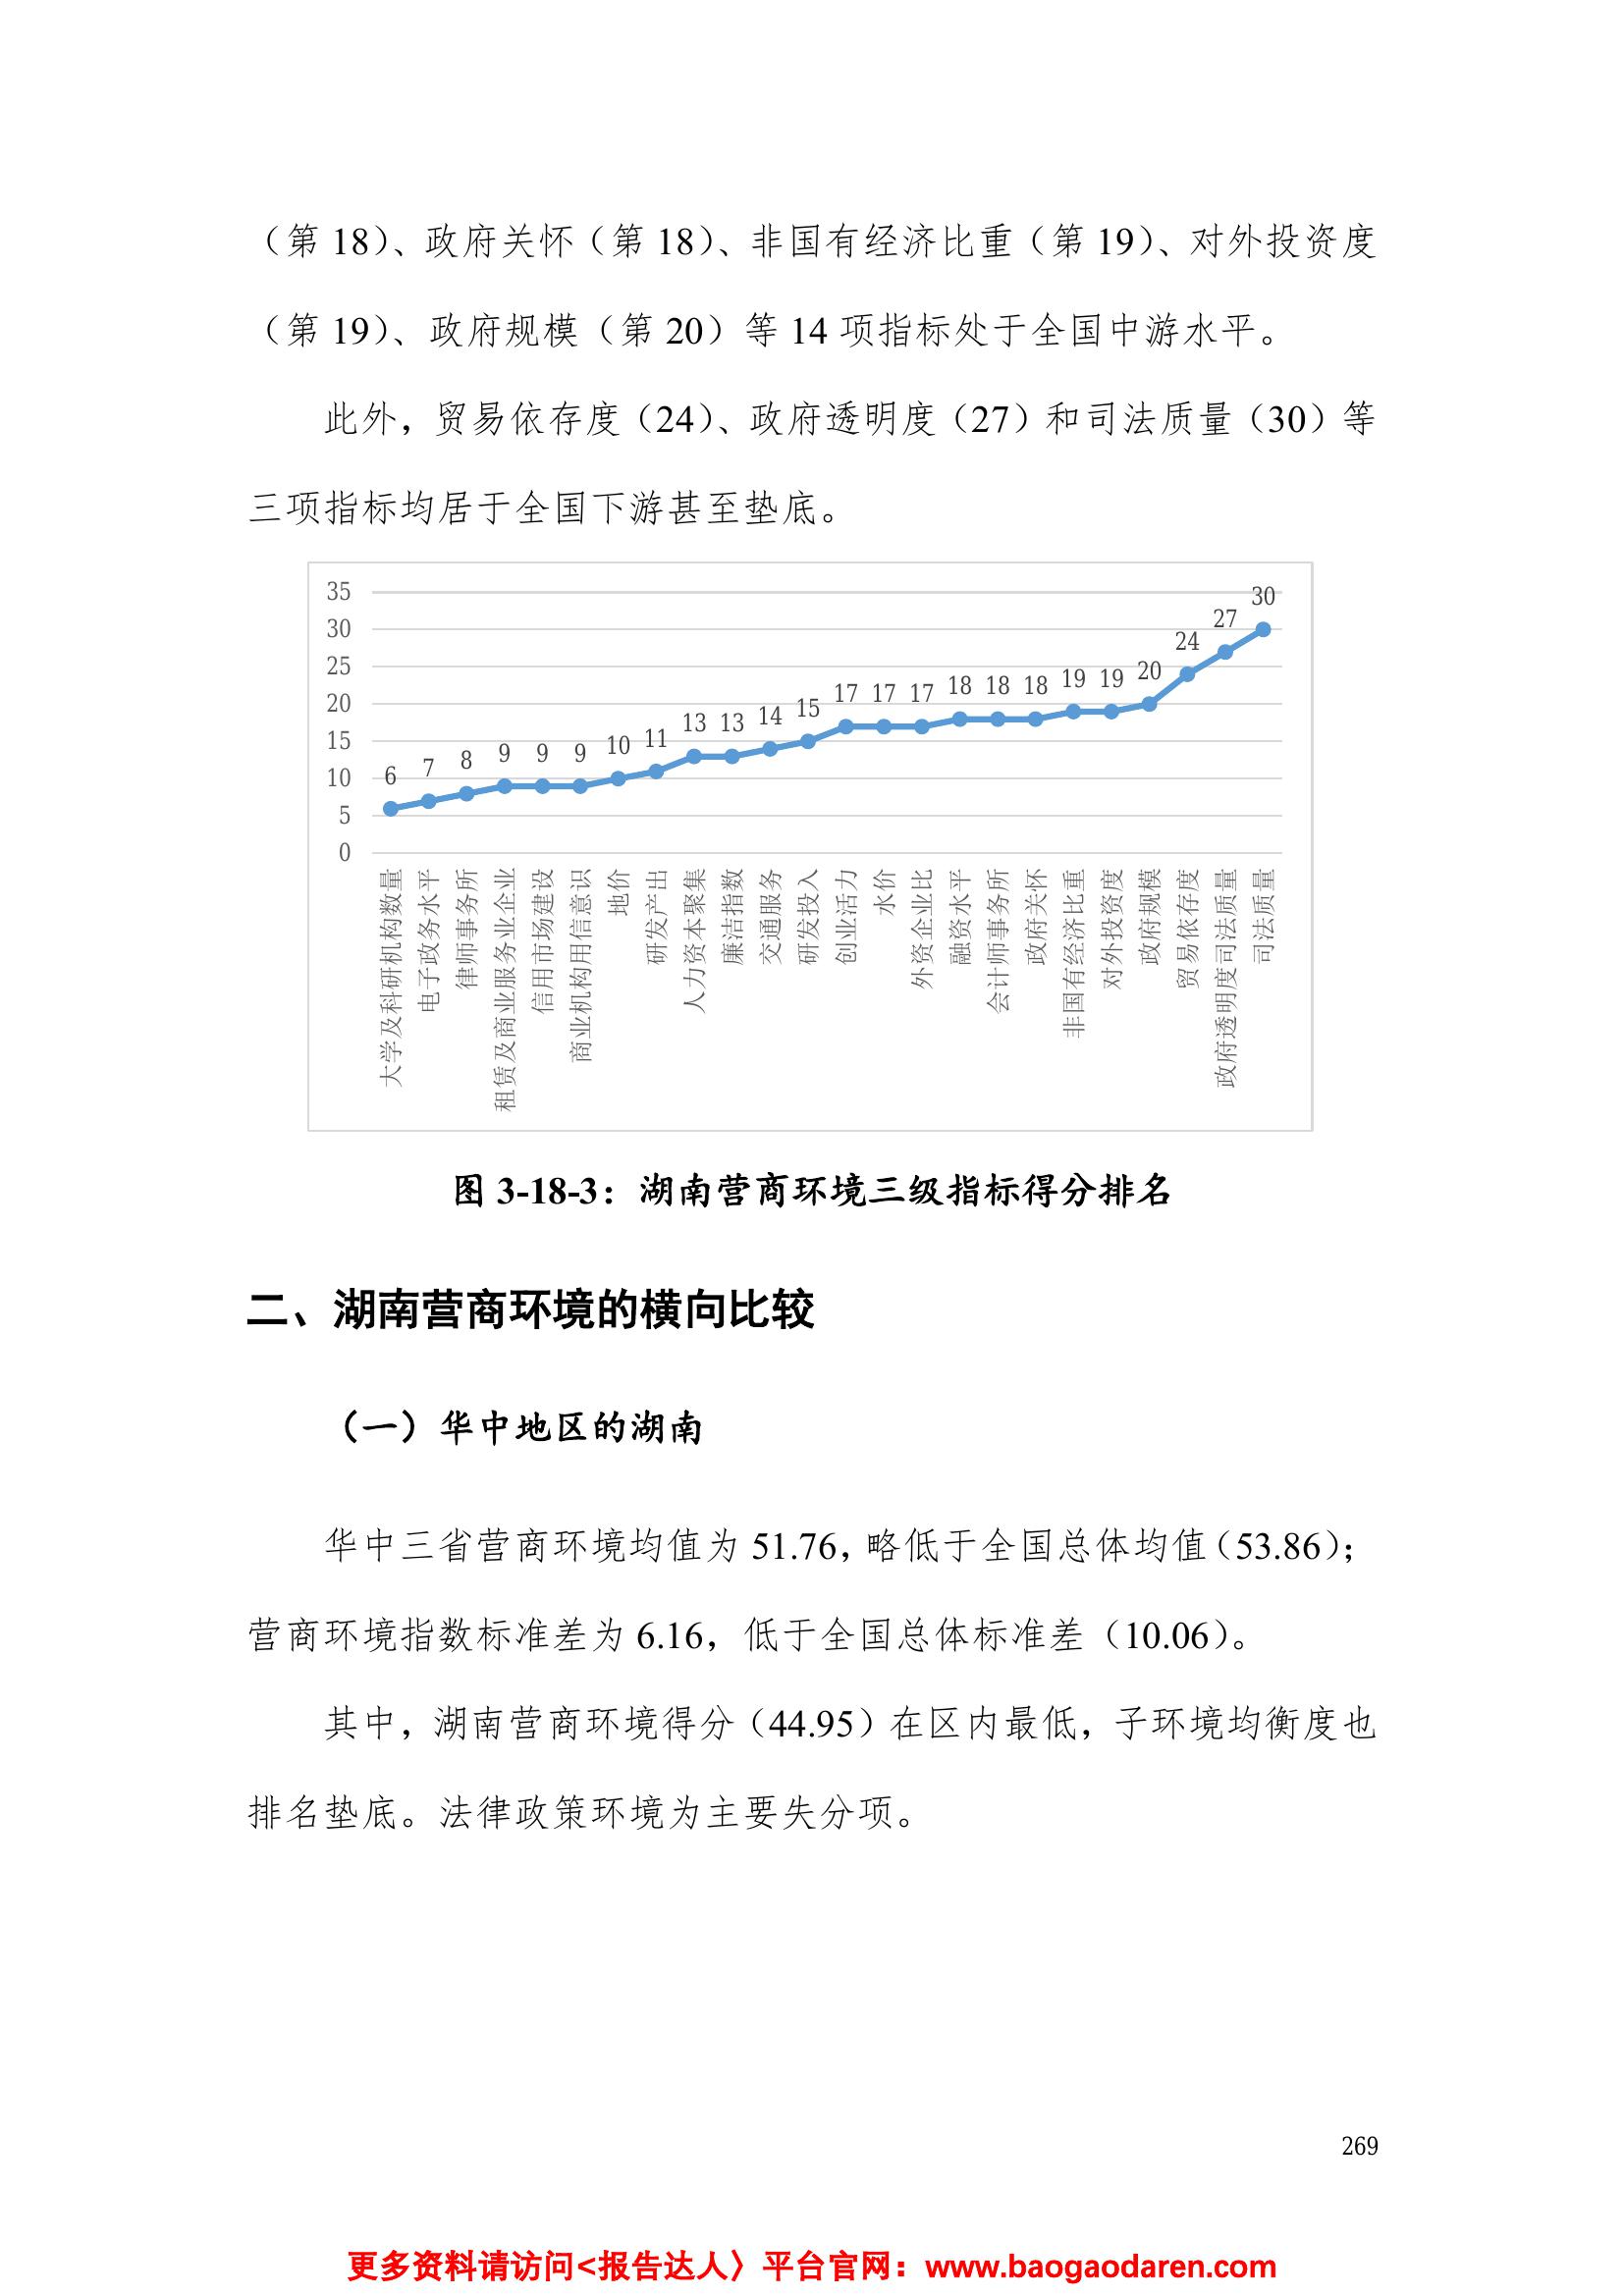 （第 18）、政府关怀（第 18）、非国有经济比重（第 19）、对外投资度
（第 19）、政府规模（第 20）等 14 项指标处于全国中游水平。
此外，贸易依存度（24）、政府透明度（27）和司法质量（30）等
三项指标均居于全国下游甚至垫底。
35
30
25
20
15
10
5
0
6
7
8
9
9
9
10
11
13
13
14
15
17
17
17
18
18
18
19
19
20
24
27
30
大学及科研机构数量
电子政务水平
律师事务所
租赁及商业服务业企业
信用市场建设
商业机构用信意识
地价
研发产出
人力资本聚集
廉洁指数
交通服务
研发投入
创业活力
水价
外资企业比
融资水平
会计师事务所
政府关怀
非国有经济比重
对外投资度
政府规模
贸易依存度
政府透明度司法质量
司法质量
图 3-18-3：湖南营商环境三级指标得分排名
二、湖南营商环境的横向比较
（一）华中地区的湖南
华中三省营商环境均值为 51.76，略低于全国总体均值（53.86）；
营商环境指数标准差为 6.16，低于全国总体标准差（10.06）。
其中，湖南营商环境得分（44.95）在区内最低，子环境均衡度也
排名垫底。法律政策环境为主要失分项。
269
更多资料请访问<报告达人〉平台官网：www.baogaodaren.com